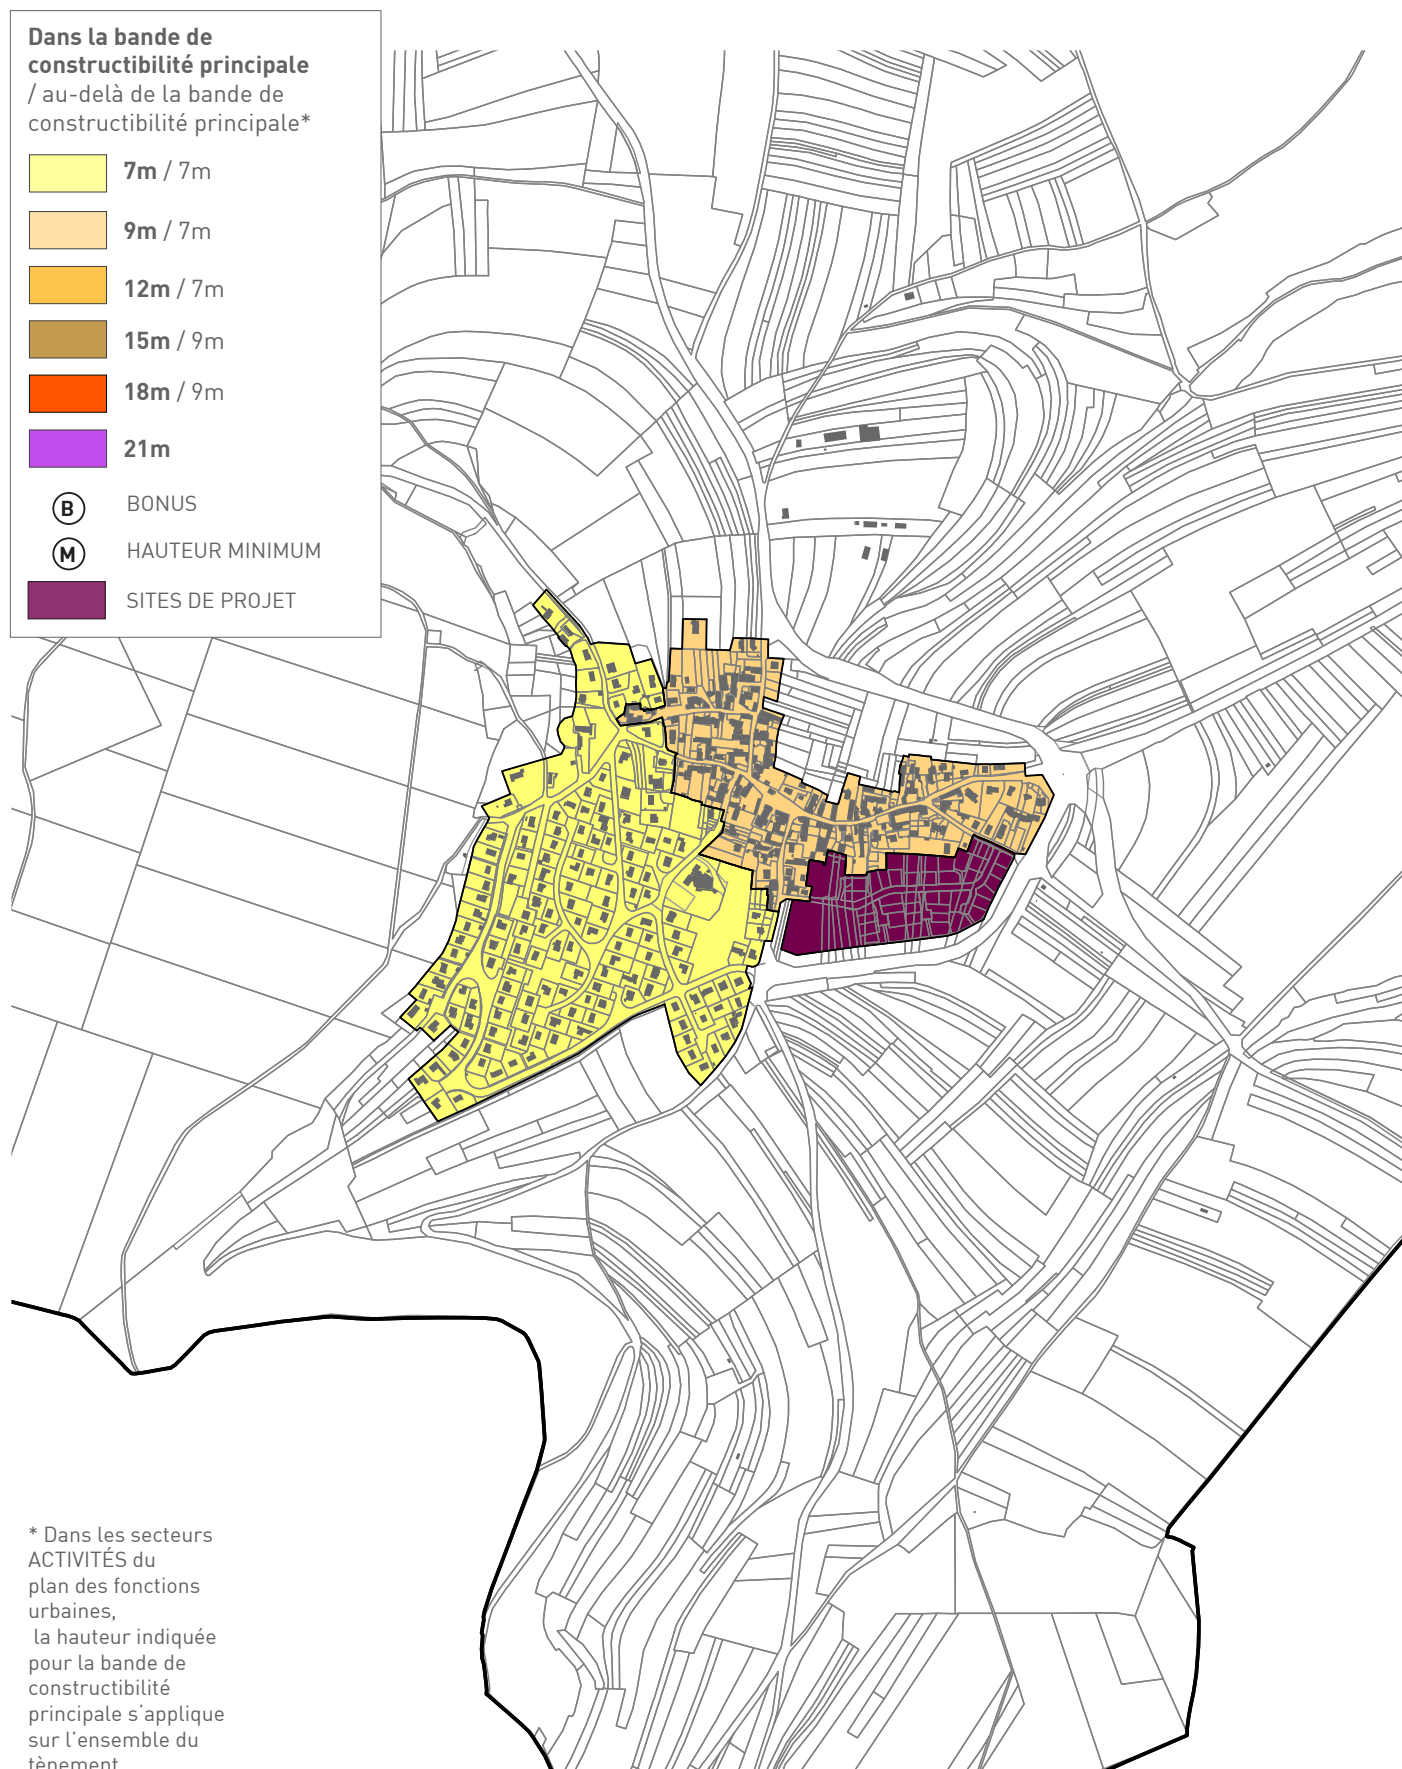 Dans la bande de
constructibilité principale
/ au-delà de la bande de
constructibilité principale*
7m / 7m
9m / 7m
12m / 7m
15m / 9m
18m / 9m
21m
B BONUS
M HAUTEUR MINIMUM
SITES DE PROJET
* Dans les secteurs
ACTIVITÉS du
plan des fonctions
urbaines,
la hauteur indiquée
pour la bande de
constructibilité
principale s'applique
sur l'ensemble du
tènement